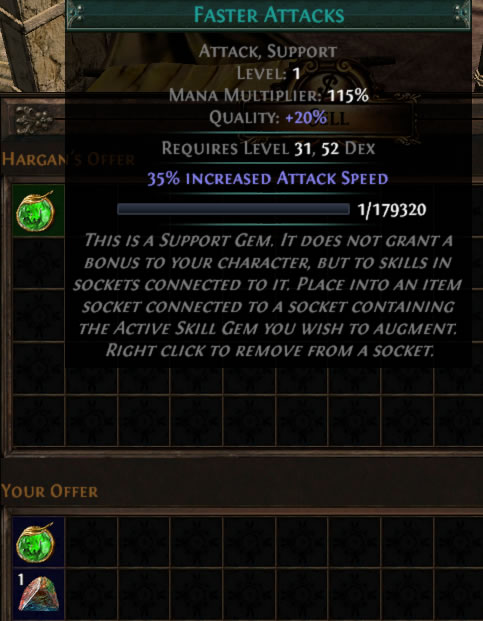 Faster Attacks
Attack, Support
Level: 1
Mana Multiplier: 115%
Quality: +20%
Requires Level 31, 52 Dex
35% increased Attack Speed
1/179320
This is a Support Gem. It does not grant a
bonus to your character, but to skills in
sockets connected to it. Place into an item
socket connected to a socket containing
the Active Skill Gem you wish to augment.
Right click to remove from a socket.
Hargan's Offer
Your Offer
1